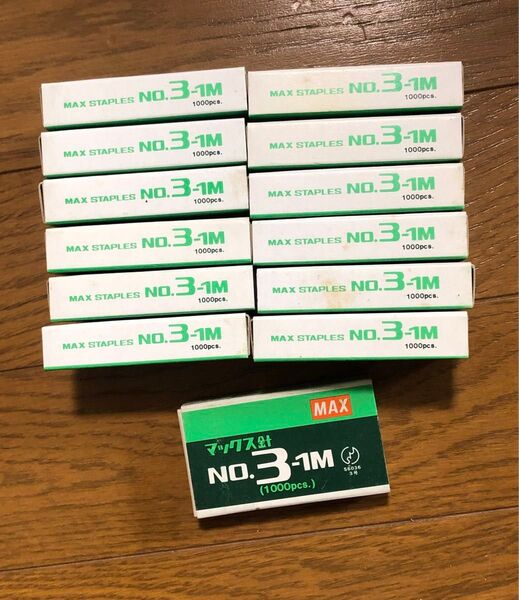 MAX STAPLES NO.3-1M
1000pcs.
MAX STAPLES NO.3-1M
1000pcs.
MAX STAPLES NO.3-1M
1000pcs.
MAX STAPLES NO.3-1M
1000pcs.
MAX STAPLES NO.3-1M
1000pcs.
MAX STAPLES NO.3-1M
1000pcs.
MAX STAPLES NO.3-1M
1000pcs.
MAX STAPLES NO.3-1M
1000pcs.
MAX STAPLES NO.3-1M
1000pcs.
MAX STAPLES NO.3-1M
1000pcs.
MAX STAPLES NO.3-1M
1000pcs.
MAX STAPLES NO.3-1M
1000pcs.
MAX
マックス針
NO.3-1M
(1000pcs.)
S6036
3号